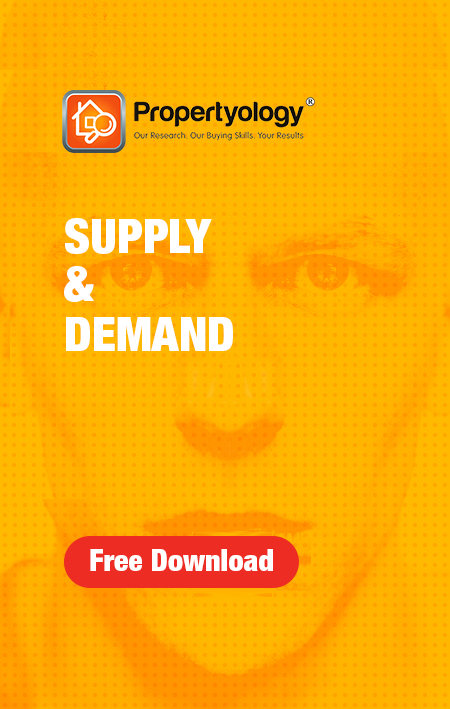 Propertyology®
Our Research. Our Buying Skills. Your Results
SUPPLY
&
DEMAND
Free Download